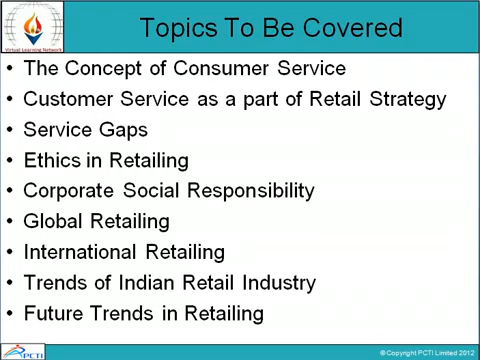 Topics To Be Covered
Virtual Learning Network
• The Concept of Consumer Service
• Customer Service as a part of Retail Strategy
• Service Gaps
• Ethics in Retailing
• Corporate Social Responsibility
• Global Retailing
• International Retailing
• Trends of Indian Retail Industry
• Future Trends in Retailing
PCTI
© Copyright PCTI Limited 2012